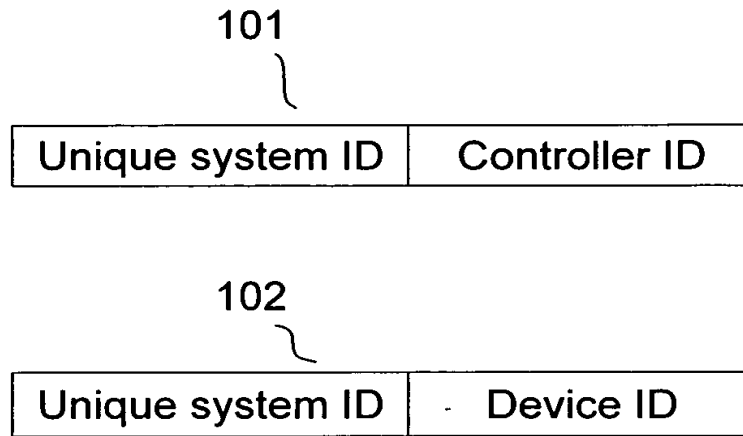 101
Unique system ID Controller ID
102
Unique system ID Device ID